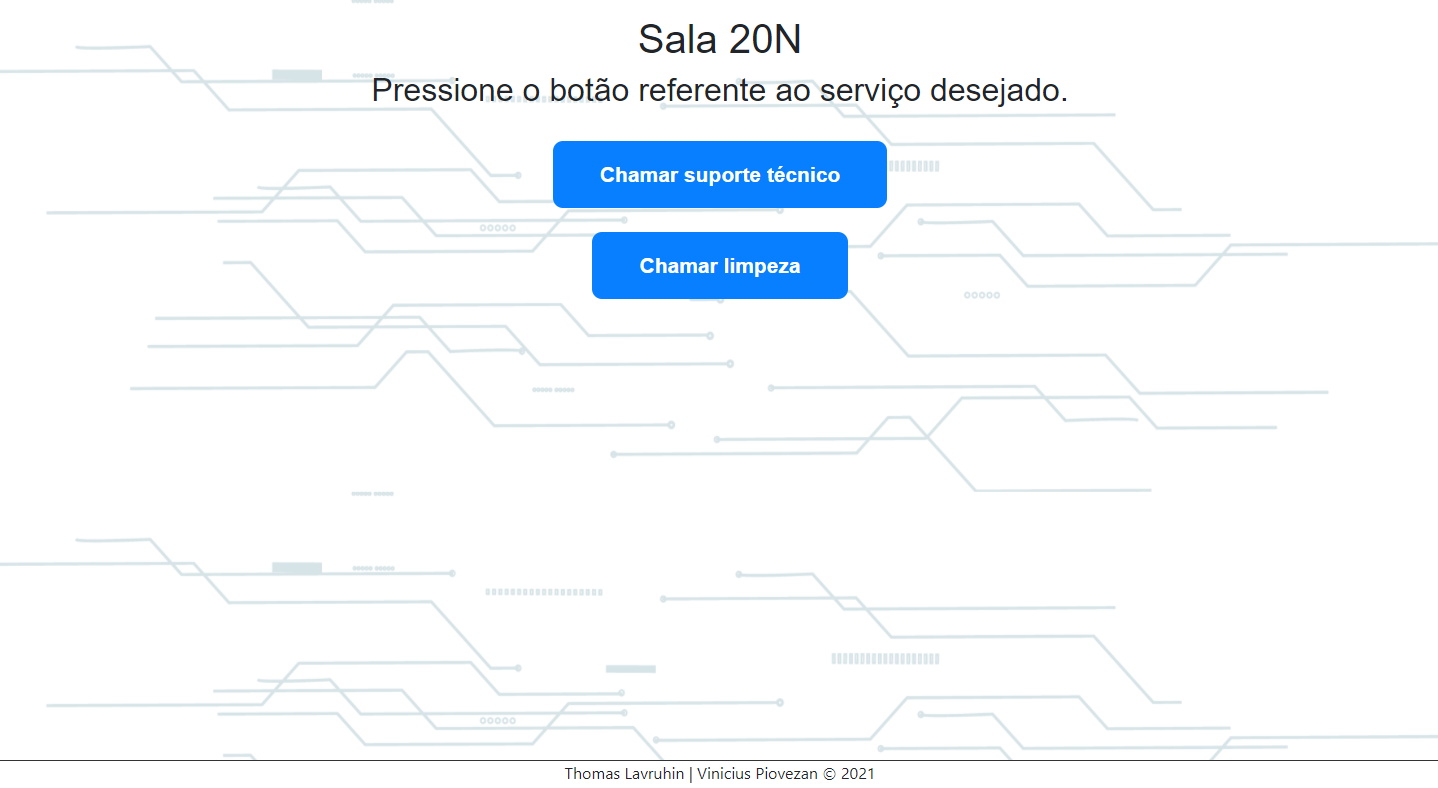 Sala 20N
Pressione o botão referente ao serviço desejado.
Chamar suporte técnico
Chamar limpeza
Thomas Lavruhin | Vinicius Piovezan © 2021